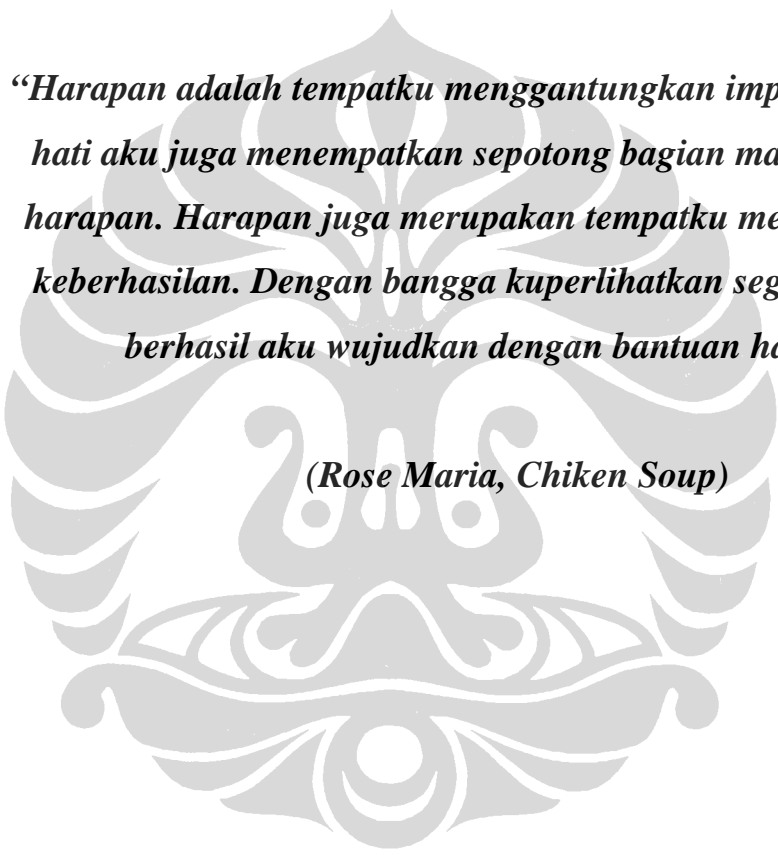 “Harapan adalah tempatku menggantungkan imp
hati aku juga menempatkan sepotong bagian ma
harapan. Harapan juga merupakan tempatku me
keberhasilan. Dengan bangga kuperlihatkan seg
berhasil aku wujudkan dengan bantuan ha
(Rose Maria, Chiken Soup)